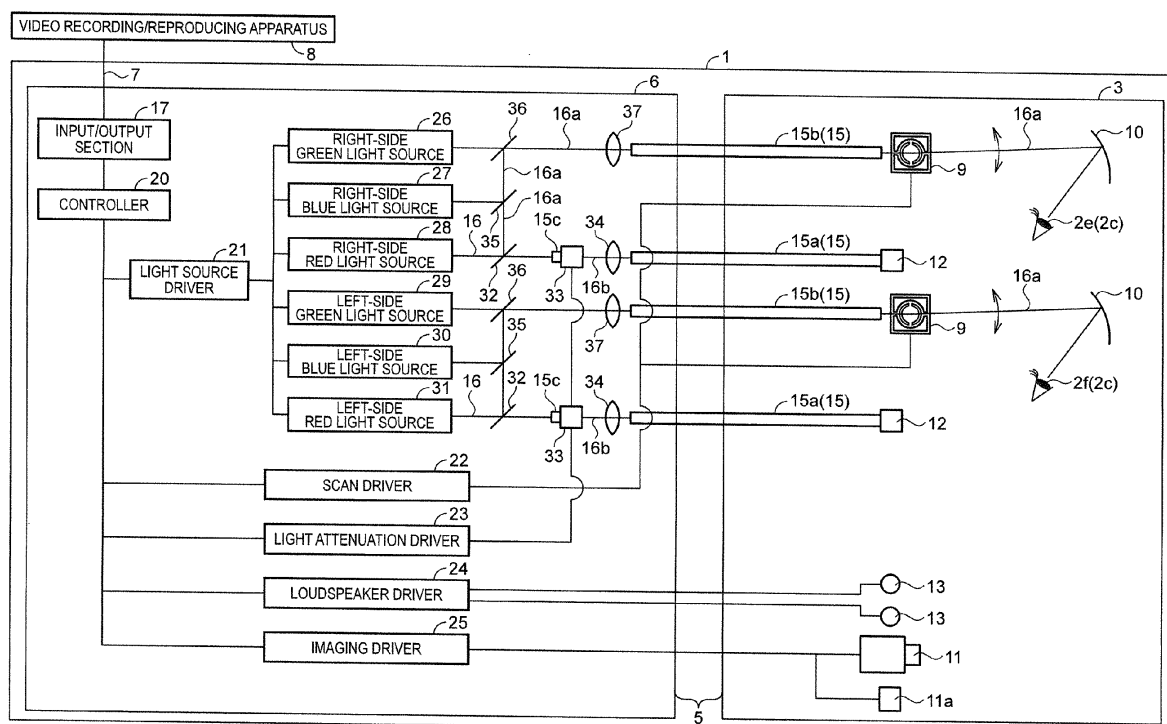 VIDEO RECORDING/REPRODUCING APPARATUS
8
1
7
6
3
17
INPUT/OUTPUT
SECTION
20
CONTROLLER
21
LIGHT SOURCE
DRIVER
26
RIGHT-SIDE
GREEN LIGHT SOURCE
27
RIGHT-SIDE
BLUE LIGHT SOURCE
28
RIGHT-SIDE
RED LIGHT SOURCE
29
LEFT-SIDE
GREEN LIGHT SOURCE
30
LEFT-SIDE
BLUE LIGHT SOURCE
31
LEFT-SIDE
RED LIGHT SOURCE
36
16a
37
15b(15)
9
16a
10
16a
16a
35
16
15c
34
15a(15)
2e(2c)
12
32
33
16b
36
15b(15)
16a
10
35
37
9
16
32
15c
34
15a(15)
2f(2c)
12
33
16b
22
SCAN DRIVER
23
LIGHT ATTENUATION DRIVER
24
LOUDSPEAKER DRIVER
13
13
25
IMAGING DRIVER
11
11a
5